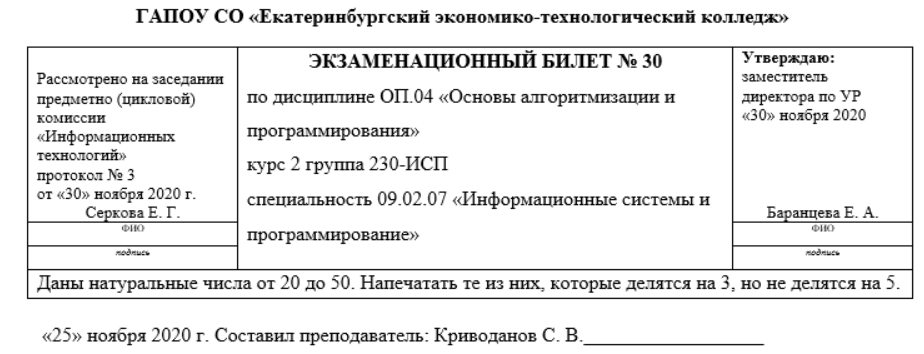 ГАПОУ СО «Екатеринбургский экономико-технологический колледж»
Рассмотрено на заседании
предметно (цикловой)
комиссии
«Информационных
технологий»
протокол № 3
от «30» ноября 2020 г.
Серкова Е. Г.
ФИО
подпись
ЭКЗАМЕНАЦИОННЫЙ БИЛЕТ № 30
по дисциплине ОП.04 «Основы алгоритмизации и
программирования»
курс 2 группа 230-ИСП
специальность 09.02.07 «Информационные системы и
программирование»
Утверждаю:
заместитель
директора по УР
«30» ноября 2020
Баранцева Е. А.
ФИО
подпись
Даны натуральные числа от 20 до 50. Напечатать те из них, которые делятся на 3, но не делятся на 5.
«25» ноября 2020 г. Составил преподаватель: Криводанов С. В.